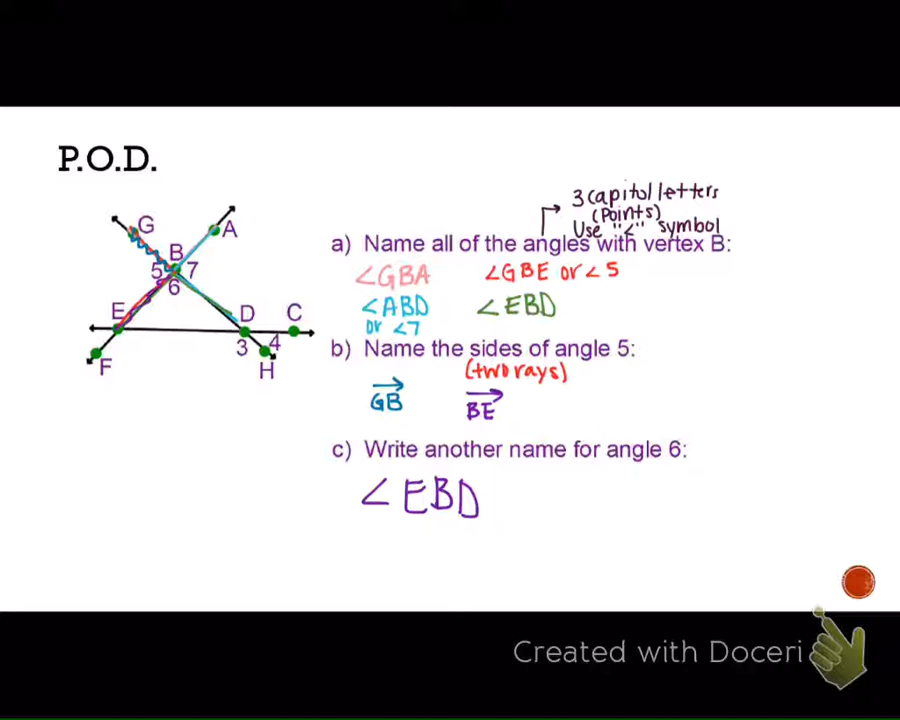 P.O.D.
3 capitol letters
(Points)
Use "<" symbol
G
A
B
5
7
6
E
D
C
3
4
F
H
a) Name all of the angles with vertex B:
∠GBA
∠GBE or ∠5
∠ABD
or ∠7
∠EBD
b) Name the sides of angle 5:
(two rays)
GB
BE
c) Write another name for angle 6:
∠EBD
Created with Doceri